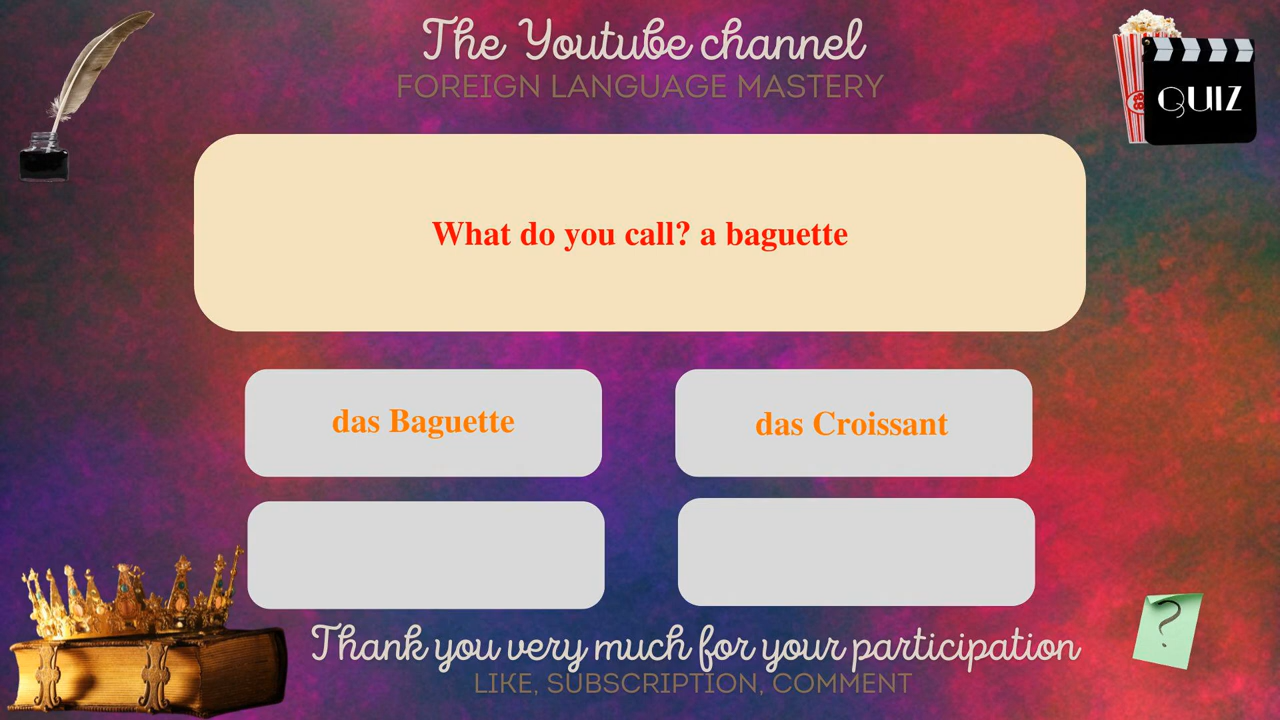 The Youtube channel
FOREIGN LANGUAGE MASTERY
QUIZ
What do you call? a baguette
das Baguette
das Croissant
?
Thank you very much for your participation
LIKE, SUBSCRIPTION, COMMENT